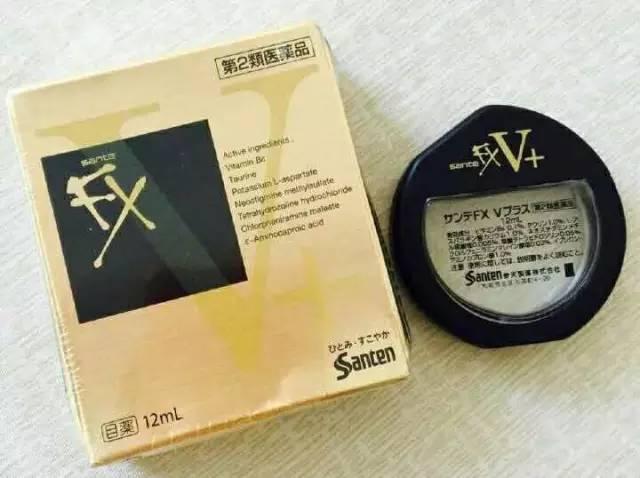 第2類医薬品
sante
FX
V+
Active ingredients...
Vitamin B6
Taurine
Potassium L-aspartate
Neostigmine methylsulfate
Tetrahydrozoline hydrochloride
Chlorpheniramine maleate
ε-Aminocaproic acid
ひとみ・すこやか
Santen
目薬 12mL
sante FX V+
サンテFX Vプラス 第2類医薬品
12mL
Santen 参天製薬株式会社